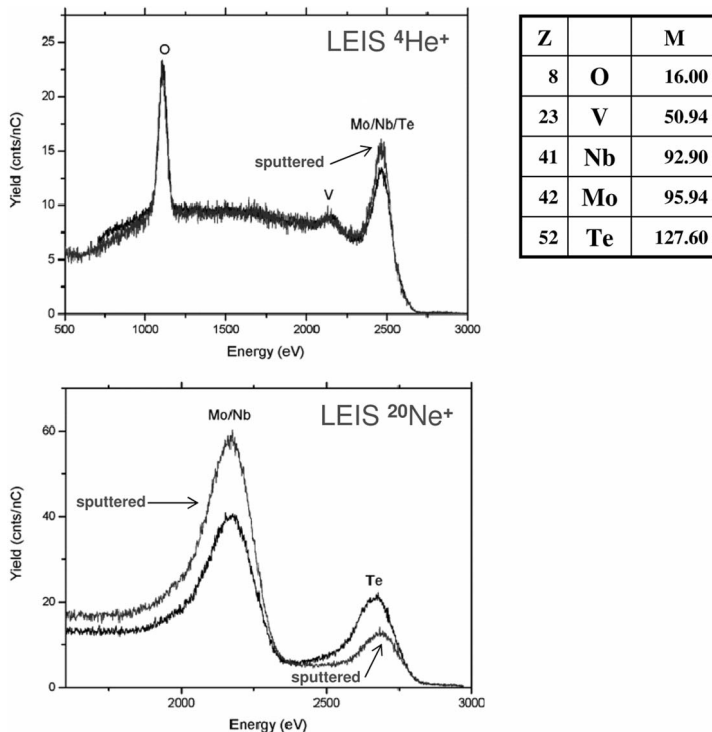 LEIS ⁴He⁺
O
Mo/Nb/Te
sputtered
V
Yield (cnts/nC)
25
20
15
10
5
0
500 1000 1500 2000 2500 3000
Energy (eV)
Z M
8 O 16.00
23 V 50.94
41 Nb 92.90
42 Mo 95.94
52 Te 127.60
LEIS ²⁰Ne⁺
Mo/Nb
sputtered
Te
sputtered
Yield (cnts/nC)
60
40
20
0
2000 2500 3000
Energy (eV)